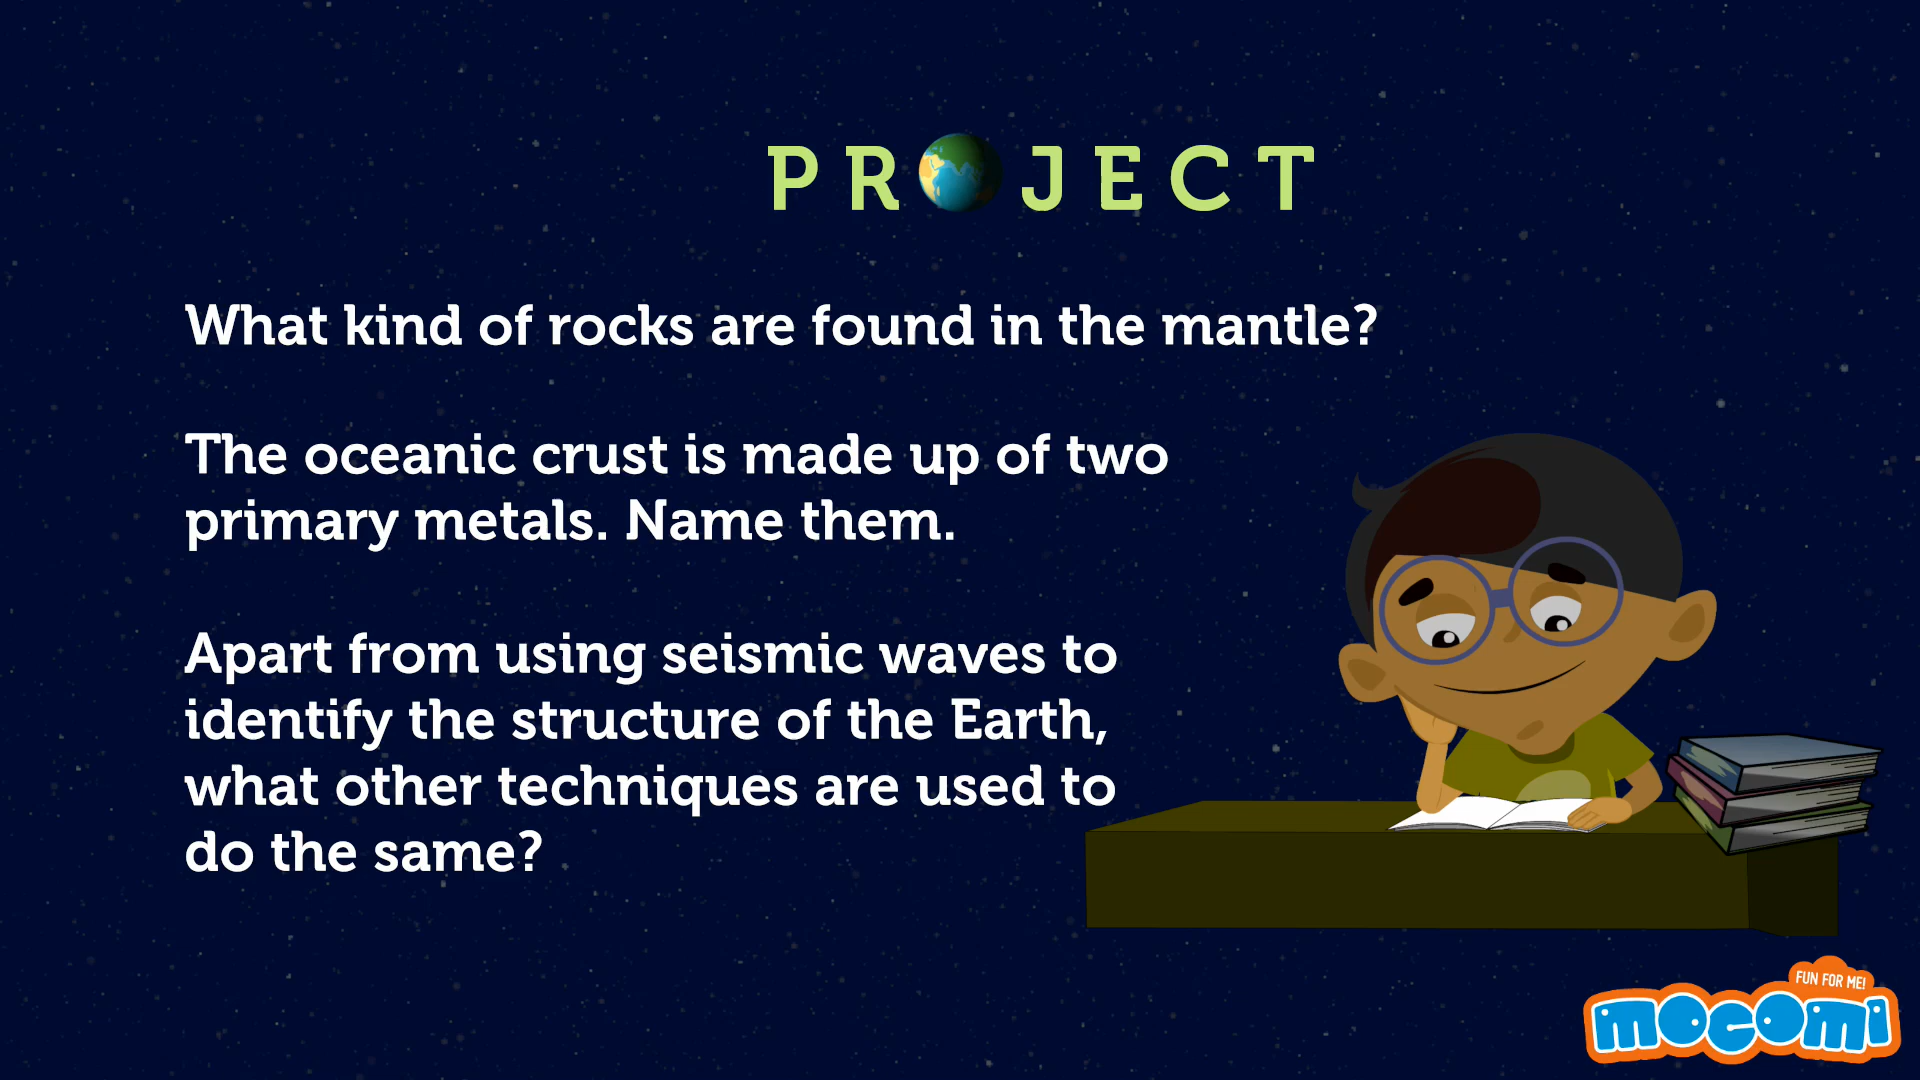 PROJECT
What kind of rocks are found in the mantle?
The oceanic crust is made up of two
primary metals. Name them.
Apart from using seismic waves to
identify the structure of the Earth,
what other techniques are used to
do the same?
FUN FOR ME!
mocomi